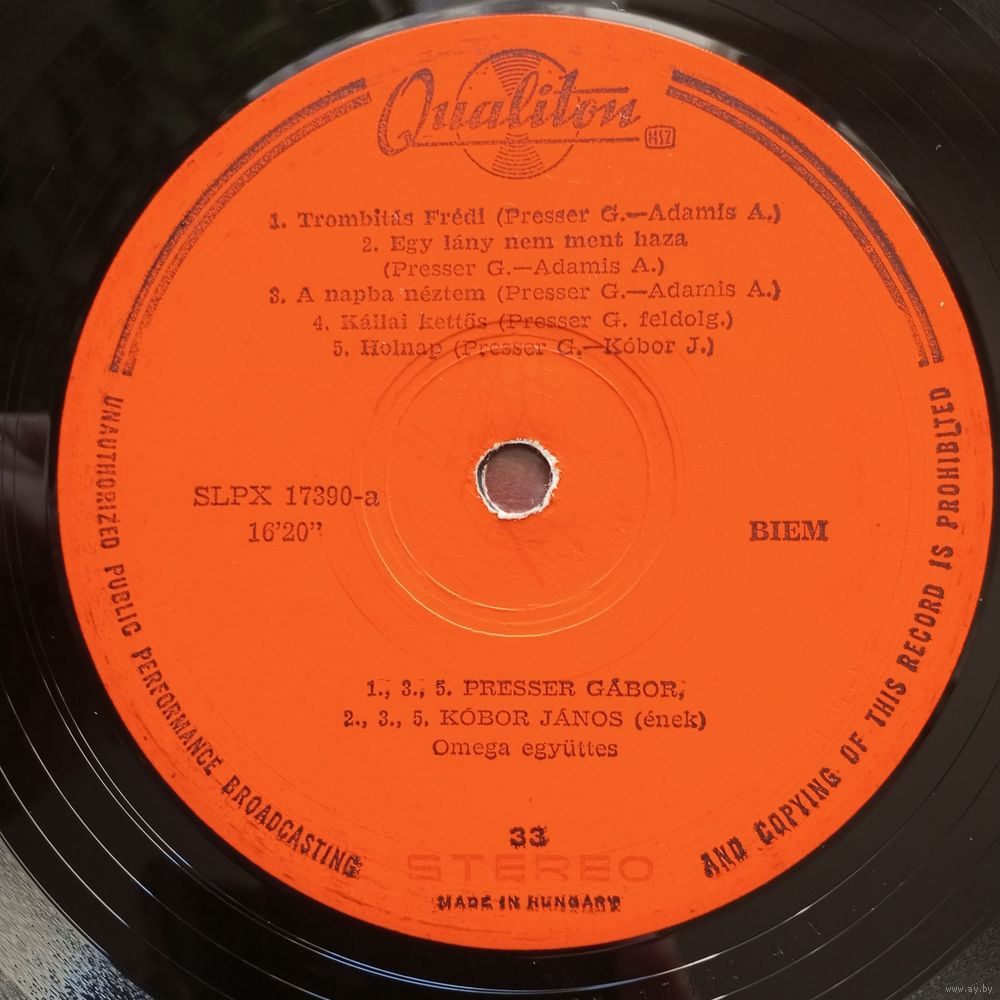 Qualiton
MSZ
1. Trombitás Frédi (Presser G.—Adamis A.)
2. Egy lány nem ment haza
(Presser G.—Adamis A.)
3. A napba néztem (Presser G.—Adamis A.)
4. Kállai kettős (Presser G. feldolg.)
5. Holnap (Presser G.—Kóbor J.)
SLPX 17390-a
16'20"
BIEM
1., 3., 5. PRESSER GÁBOR,
2., 3., 5. KÓBOR JÁNOS (ének)
Omega együttes
33
STEREO
MADE IN HUNGARY
UNAUTHORIZED PUBLIC PERFORMANCE BROADCASTING
AND COPYING OF THIS RECORD IS PROHIBITED
www.ay.by